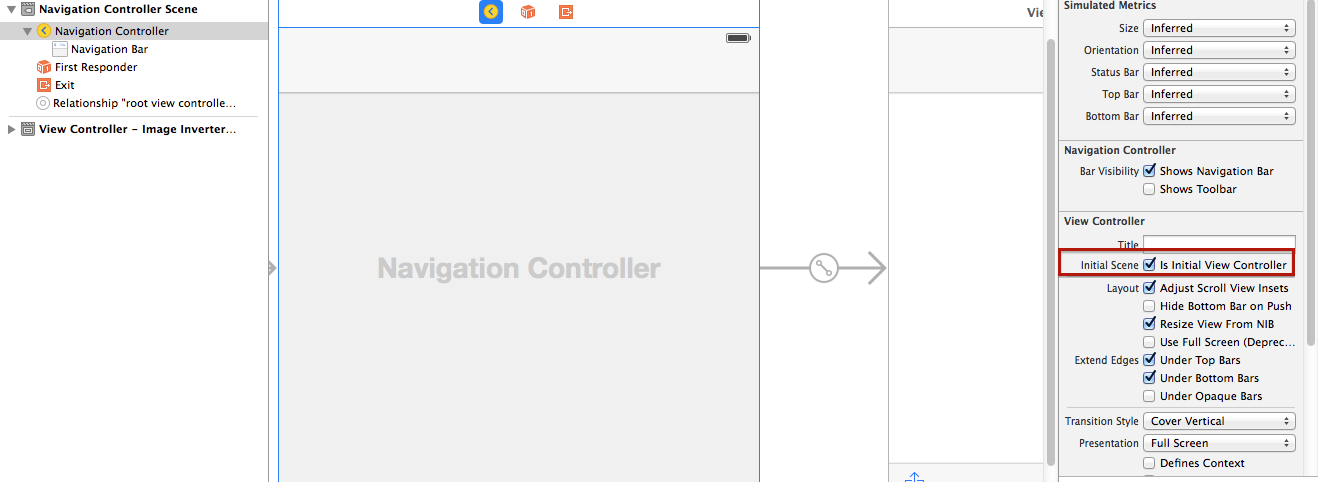 Navigation Controller Scene
Navigation Controller
Navigation Bar
First Responder
Exit
Relationship "root view controlle...
View Controller - Image Inverter...
Navigation Controller
Vie
Simulated Metrics
Size Inferred
Orientation Inferred
Status Bar Inferred
Top Bar Inferred
Bottom Bar Inferred
Navigation Controller
Bar Visibility Shows Navigation Bar
Shows Toolbar
View Controller
Title
Initial Scene Is Initial View Controller
Layout Adjust Scroll View Insets
Hide Bottom Bar on Push
Resize View From NIB
Use Full Screen (Deprec...
Extend Edges Under Top Bars
Under Bottom Bars
Under Opaque Bars
Transition Style Cover Vertical
Presentation Full Screen
Defines Context